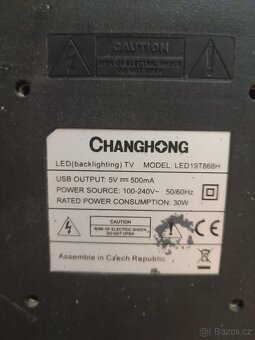 CAUTION
RISK OF ELECTRIC SHOCK
DO NOT OPEN
CHANGHONG
LED(backlighting) TV MODEL: LED19T868H
USB OUTPUT: 5V ⎓ 500mA
POWER SOURCE: 100-240V~ 50/60Hz
RATED POWER CONSUMPTION: 30W
CAUTION
RISK OF ELECTRIC SHOCK
DO NOT OPEN
CE
Assemble in Czech Republic
Bazoš.cz